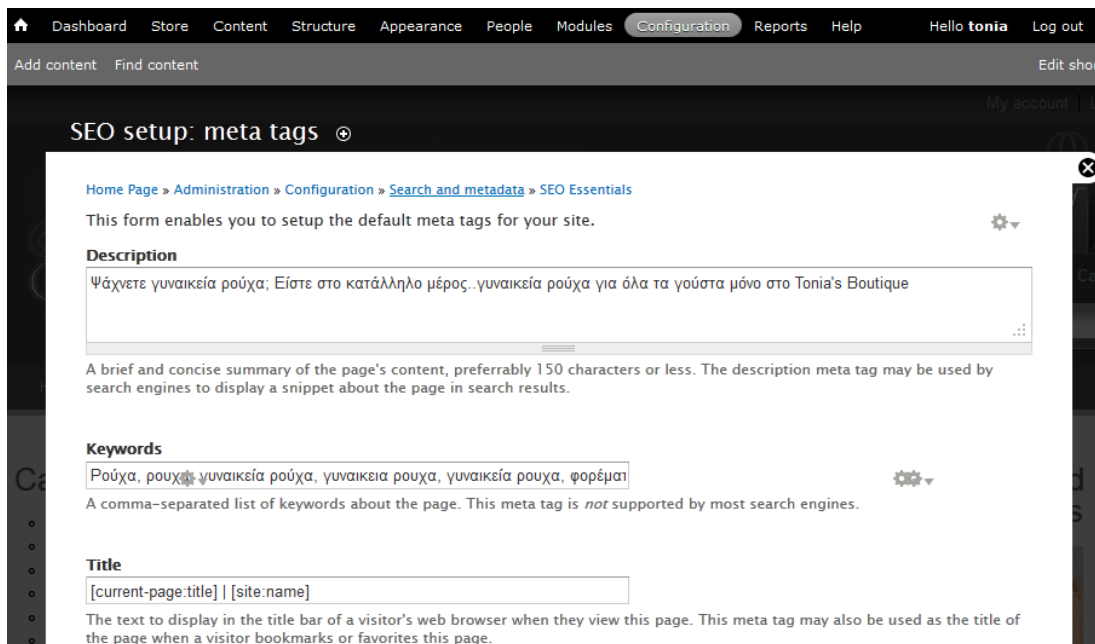 Dashboard Store Content Structure Appearance People Modules Configuration Reports Help Hello tonia Log out
Add content Find content Edit shor
My account
SEO setup: meta tags
Home Page » Administration » Configuration » Search and metadata » SEO Essentials
This form enables you to setup the default meta tags for your site.
Description
Ψάχνετε γυναικεία ρούχα; Είστε στο κατάλληλο μέρος..γυναικεία ρούχα για όλα τα γούστα μόνο στο Tonia's Boutique
A brief and concise summary of the page's content, preferrably 150 characters or less. The description meta tag may be used by
search engines to display a snippet about the page in search results.
Keywords
Ρούχα, ρουχα, γυναικεία ρούχα, γυναικεια ρουχα, γυναικεία ρουχα, φορέματ
A comma-separated list of keywords about the page. This meta tag is not supported by most search engines.
Title
[current-page:title] | [site:name]
The text to display in the title bar of a visitor's web browser when they view this page. This meta tag may also be used as the title of
the page when a visitor bookmarks or favorites this page.